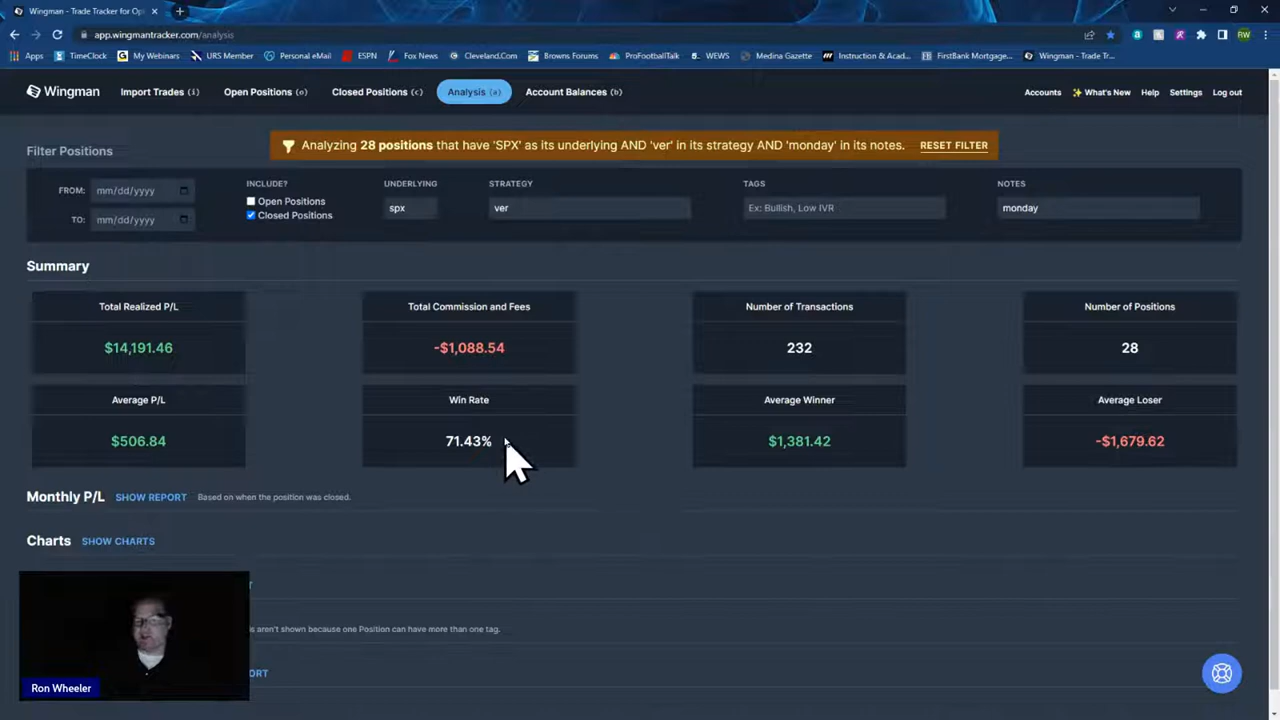 Wingman - Trade Tracker for Op
app.wingmantracker.com/analysis
Apps TimeClock My Webinars URS Member Personal eMail ESPN Fox News Cleveland.Com Browns Forums ProFootballTalk WEWS Medina Gazette Instruction & Acad... FirstBank Mortgage... Wingman - Trade Tr...
RW
Wingman Import Trades (i) Open Positions (o) Closed Positions (c) Analysis (a) Account Balances (b) Accounts What's New Help Settings Log out
Filter Positions
Analyzing 28 positions that have 'SPX' as its underlying AND 'ver' in its strategy AND 'monday' in its notes. RESET FILTER
FROM: mm/dd/yyyy
TO: mm/dd/yyyy
INCLUDE?
Open Positions
Closed Positions
UNDERLYING
spx
STRATEGY
ver
TAGS
Ex: Bullish, Low IVR
NOTES
monday
Summary
Total Realized P/L
$14,191.46
Total Commission and Fees
-$1,088.54
Number of Transactions
232
Number of Positions
28
Average P/L
$506.84
Win Rate
71.43%
Average Winner
$1,381.42
Average Loser
-$1,679.62
Monthly P/L SHOW REPORT Based on when the position was closed.
Charts SHOW CHARTS
s aren't shown because one Position can have more than one tag.
ORT
Ron Wheeler